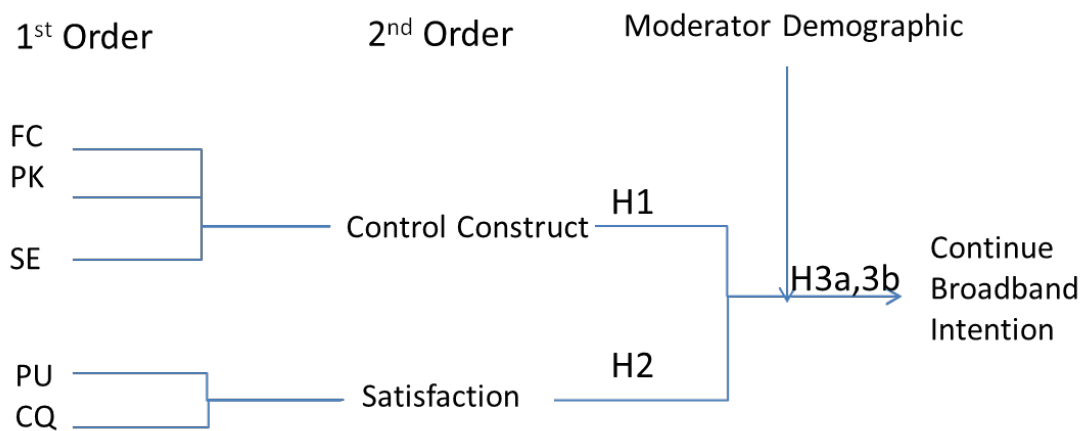 1st Order
2nd Order
Moderator Demographic
FC
PK
SE
Control Construct
H1
H3a,3b
Continue
Broadband
Intention
PU
CQ
Satisfaction
H2